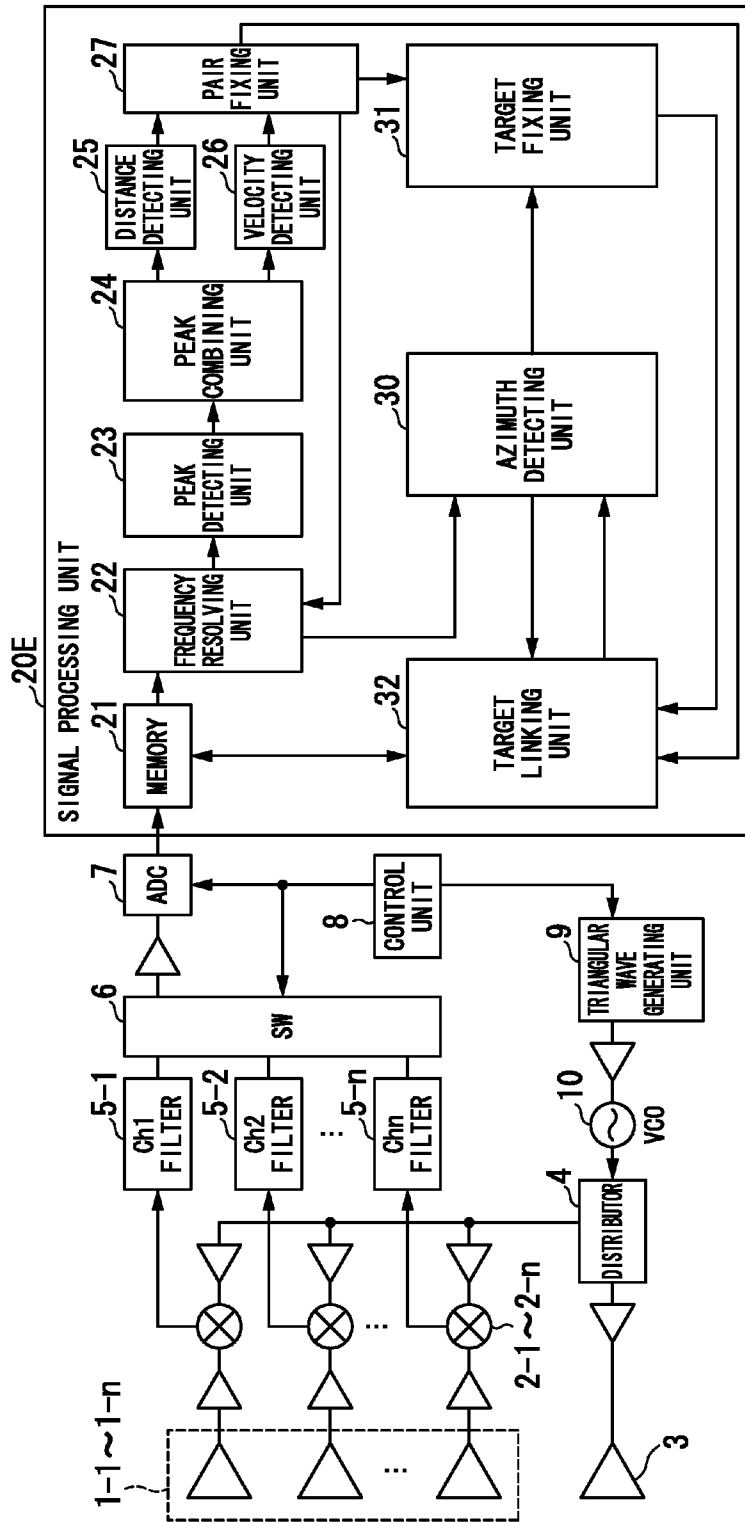 20E
SIGNAL PROCESSING UNIT
21
MEMORY
22
FREQUENCY
RESOLVING
UNIT
23
PEAK
DETECTING
UNIT
24
PEAK
COMBINING
UNIT
25
DISTANCE
DETECTING
UNIT
26
VELOCITY
DETECTING
UNIT
27
PAIR
FIXING
UNIT
32
TARGET
LINKING
UNIT
30
AZIMUTH
DETECTING
UNIT
31
TARGET
FIXING
UNIT
7
ADC
8
CONTROL
UNIT
9
TRIANGULAR
WAVE
GENERATING
UNIT
10
VCO
6
SW
5-1
Ch1
FILTER
5-2
Ch2
FILTER
...
5-n
Chn
FILTER
4
DISTRIBUTOR
1-1~1-n
...
...
2-1~2-n
3